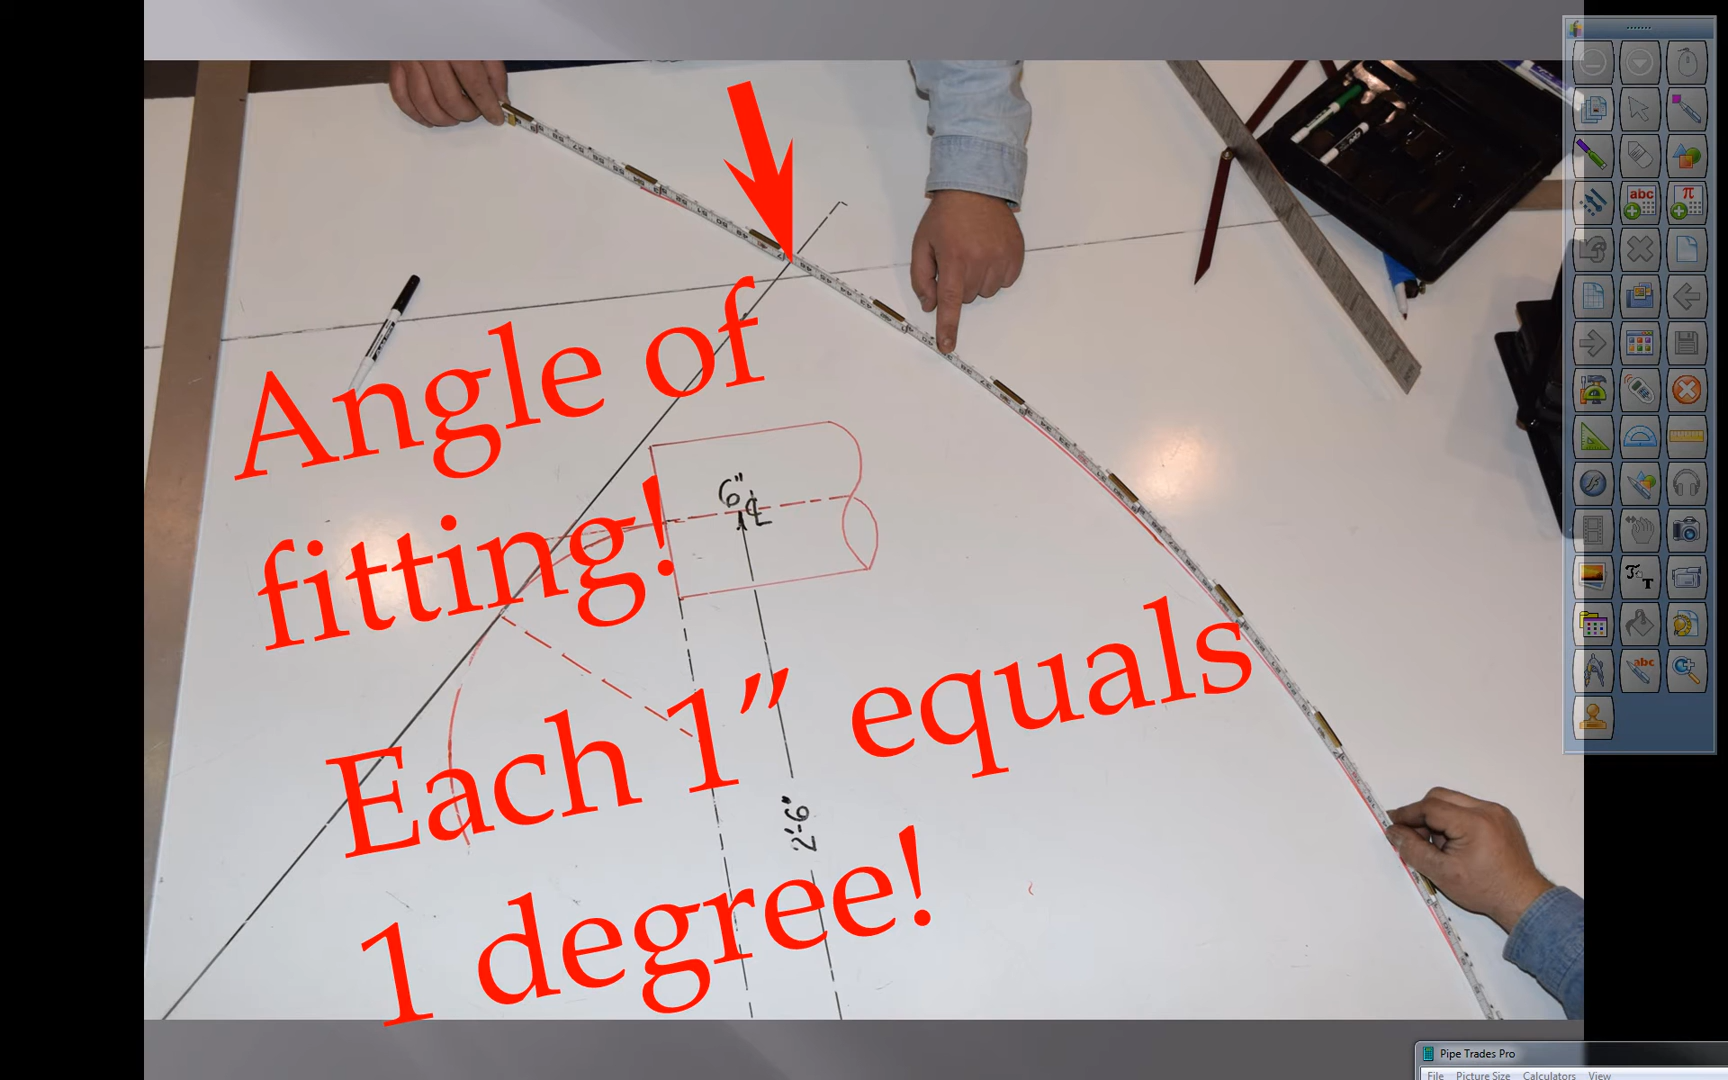 Angle of
fitting!
Each 1” equals
1 degree!
6"
2'-6"
abc
π
abc
Pipe Trades Pro
File Picture Size Calculators View